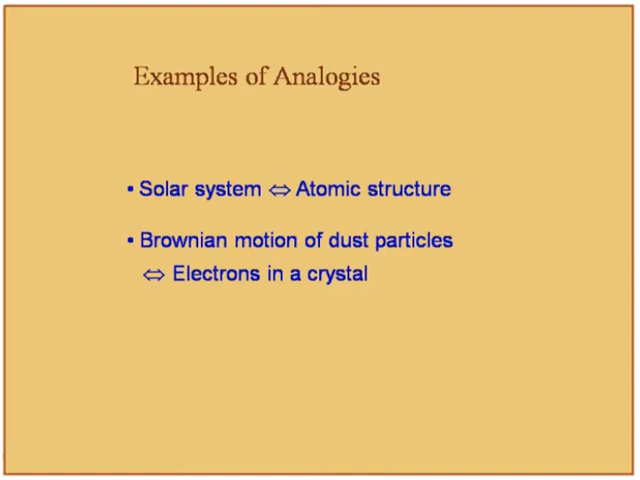 Examples of Analogies
• Solar system ⇔ Atomic structure
• Brownian motion of dust particles
⇔ Electrons in a crystal